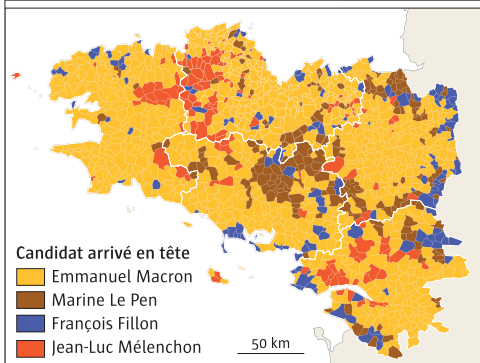 Candidat arrivé en tête
Emmanuel Macron
Marine Le Pen
François Fillon
Jean-Luc Mélenchon
50 km